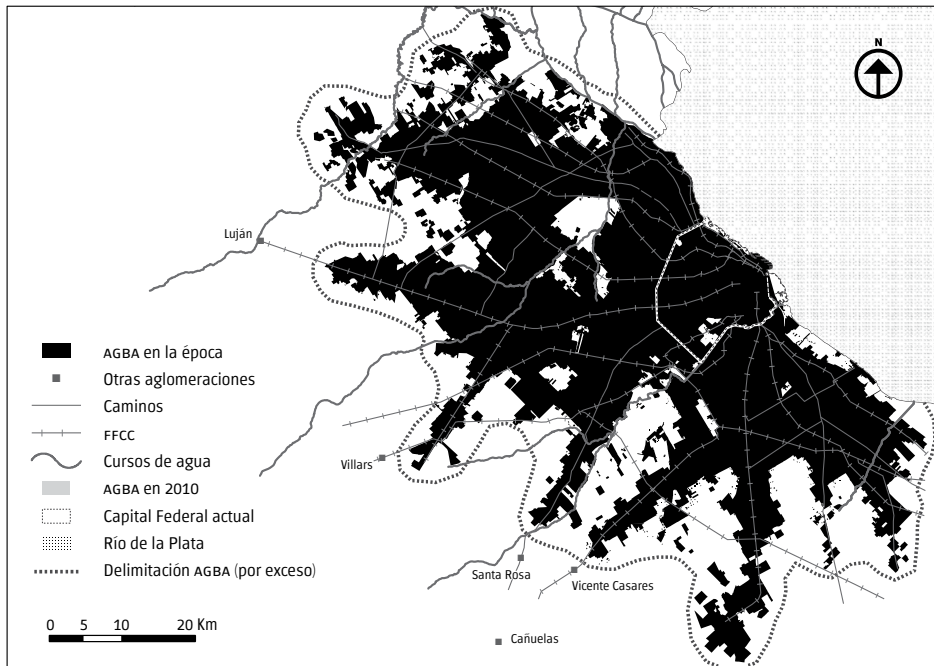 N
Luján
AGBA en la época
Otras aglomeraciones
Caminos
FFCC
Cursos de agua
AGBA en 2010
Capital Federal actual
Río de la Plata
Delimitación AGBA (por exceso)
Villars
Santa Rosa
Vicente Casares
Cañuelas
0 5 10 20 Km